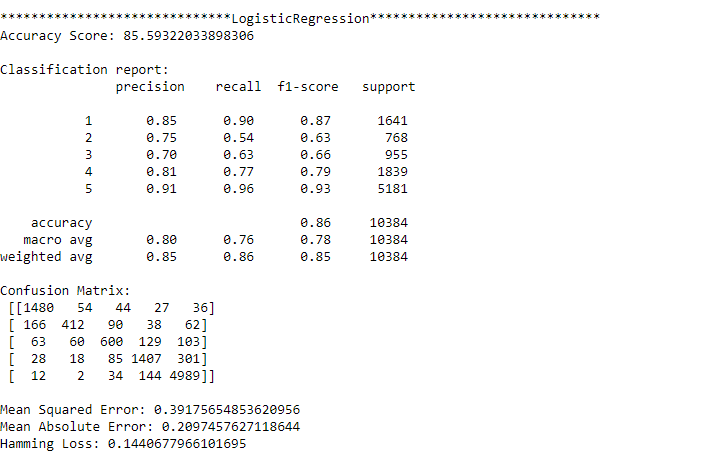 ******************************LogisticRegression******************************
Accuracy Score: 85.59322033898306
Classification report:
precision recall f1-score support
1 0.85 0.90 0.87 1641
2 0.75 0.54 0.63 768
3 0.70 0.63 0.66 955
4 0.81 0.77 0.79 1839
5 0.91 0.96 0.93 5181
accuracy 0.86 10384
macro avg 0.80 0.76 0.78 10384
weighted avg 0.85 0.86 0.85 10384
Confusion Matrix:
[[1480 54 44 27 36]
[ 166 412 90 38 62]
[ 63 60 600 129 103]
[ 28 18 85 1407 301]
[ 12 2 34 144 4989]]
Mean Squared Error: 0.39175654853620956
Mean Absolute Error: 0.2097457627118644
Hamming Loss: 0.1440677966101695